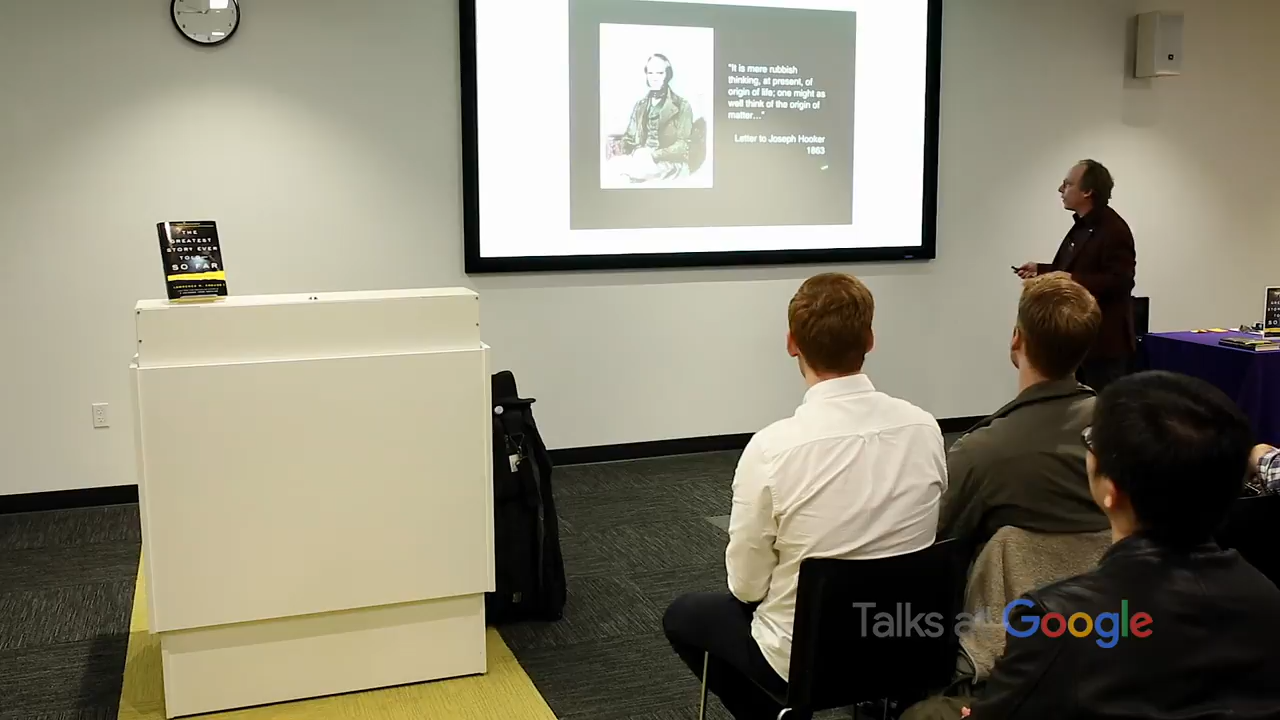 "It is mere rubbish
thinking, at present, of
origin of life; one might as
well think of the origin of
matter..."
Letter to Joseph Hooker
1863
THE
GREATEST
STORY EVER
TOLD—
SO FAR
LAWRENCE M. KRAUSS
Talks at Google